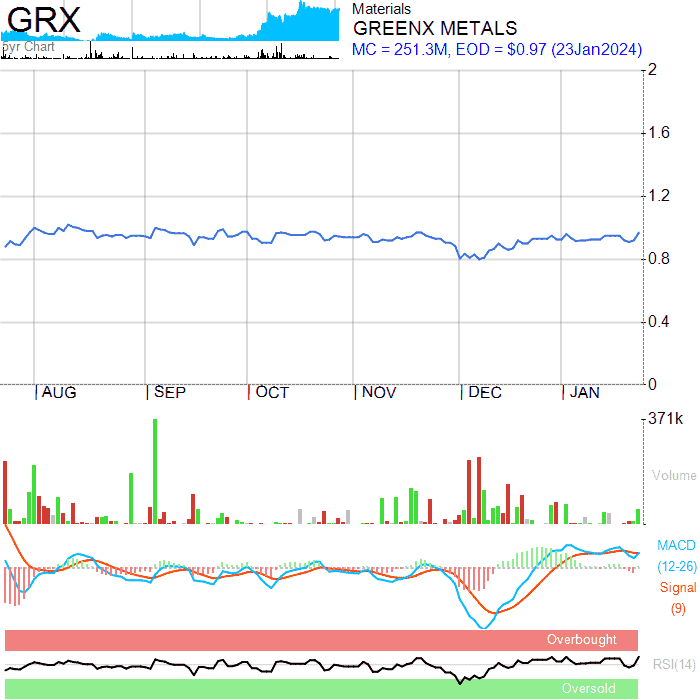 GRX
5yr Chart
Materials
GREENX METALS
MC = 251.3M, EOD = $0.97 (23Jan2024)
2
1.6
1.2
0.8
0.4
0
AUG SEP OCT NOV DEC JAN
371k
Volume
MACD
(12-26)
Signal
(9)
Overbought
RSI(14)
Oversold